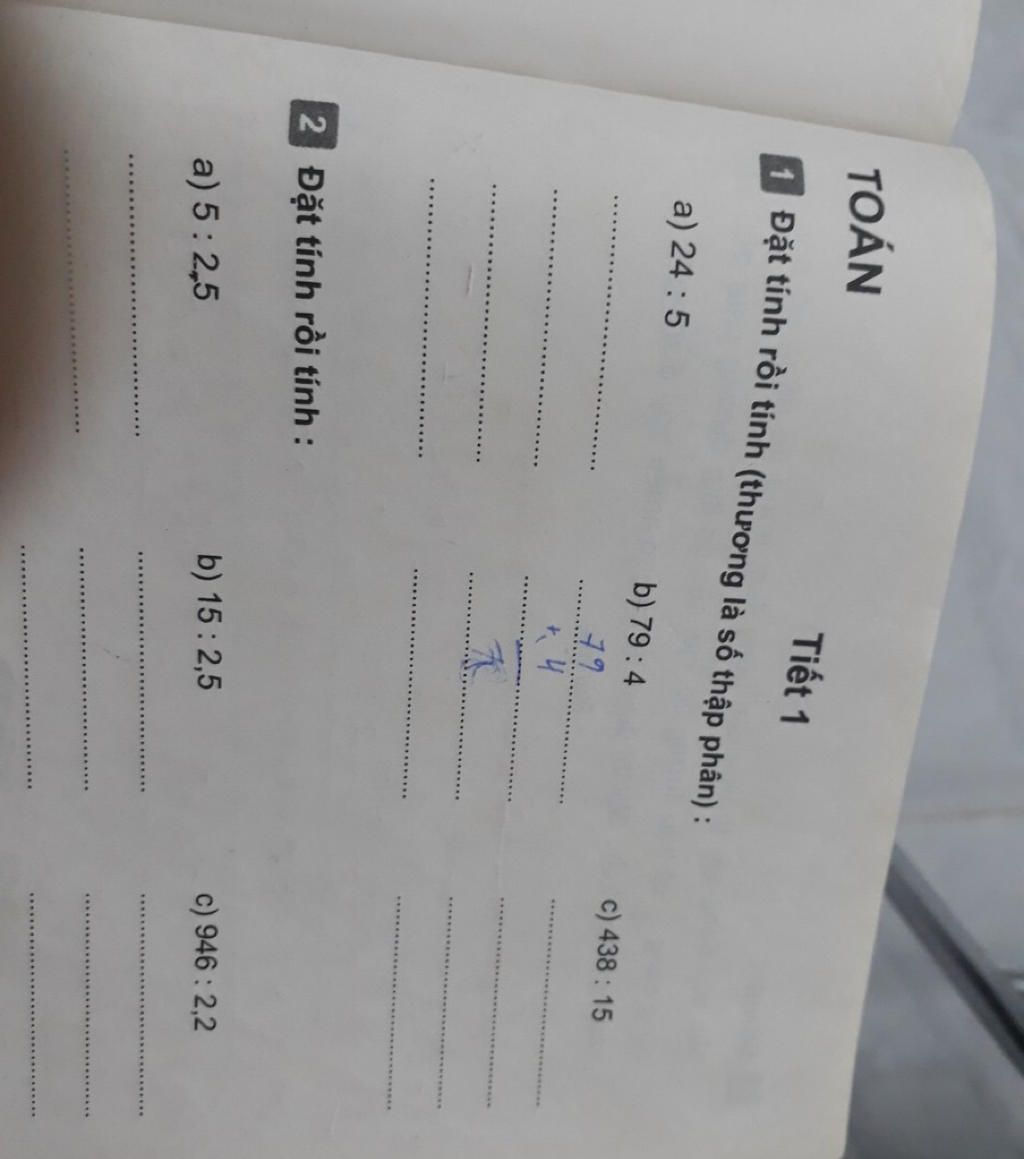 TOÁN
Tiết 1
1 Đặt tính rồi tính (thương là số thập phân) :
a) 24 : 5 b) 79 : 4 c) 438 : 15
79
4
2 Đặt tính rồi tính :
a) 5 : 2,5 b) 15 : 2,5 c) 946 : 2,2